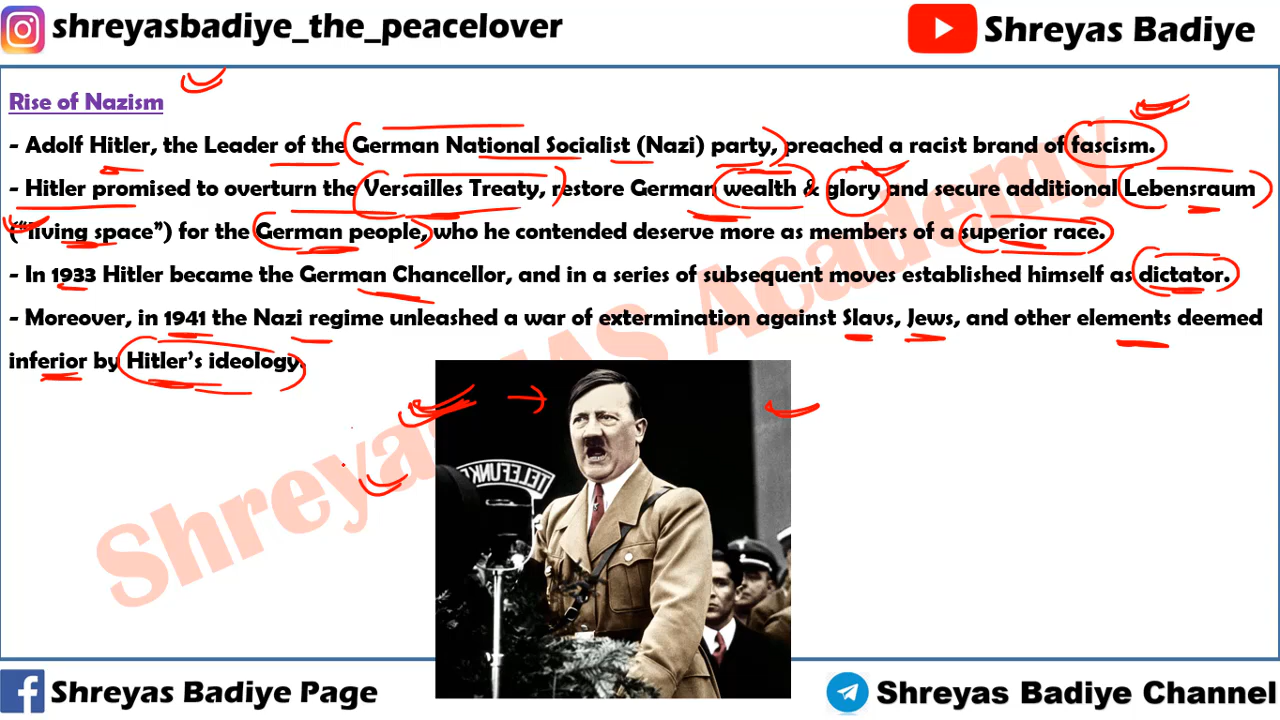 shreyasbadiye_the_peacelover
Shreyas Badiye
Rise of Nazism
- Adolf Hitler, the Leader of the German National Socialist (Nazi) party, preached a racist brand of fascism.
- Hitler promised to overturn the Versailles Treaty, restore German wealth & glory and secure additional Lebensraum
("living space") for the German people, who he contended deserve more as members of a superior race.
- In 1933 Hitler became the German Chancellor, and in a series of subsequent moves established himself as dictator.
- Moreover, in 1941 the Nazi regime unleashed a war of extermination against Slavs, Jews, and other elements deemed
inferior by Hitler's ideology.
Shreyas IAS Academy
TELEFUNKE
Shreyas Badiye Page
Shreyas Badiye Channel